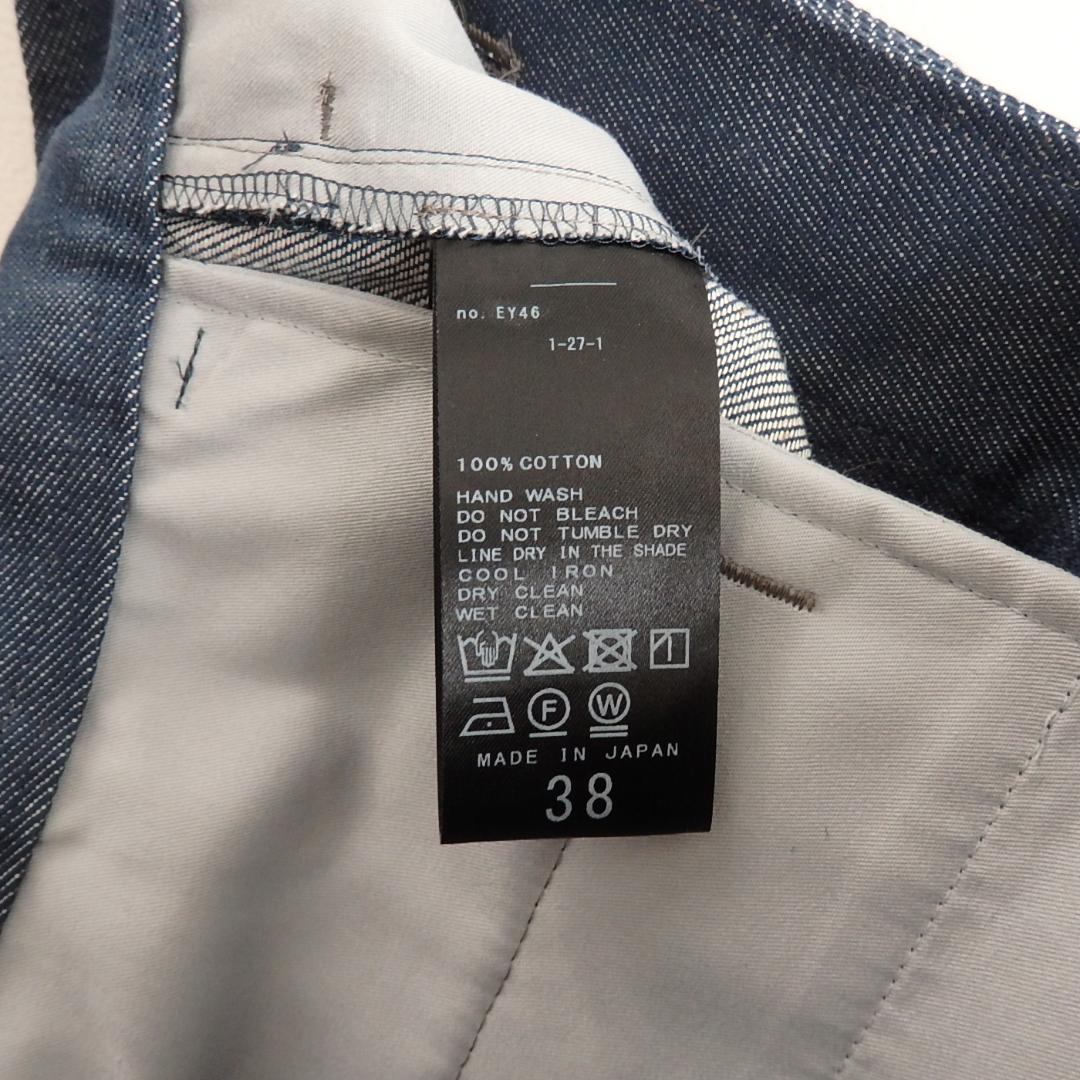 no. EY46
1-27-1
100% COTTON
HAND WASH
DO NOT BLEACH
DO NOT TUMBLE DRY
LINE DRY IN THE SHADE
COOL IRON
DRY CLEAN
WET CLEAN
F W
MADE IN JAPAN
38